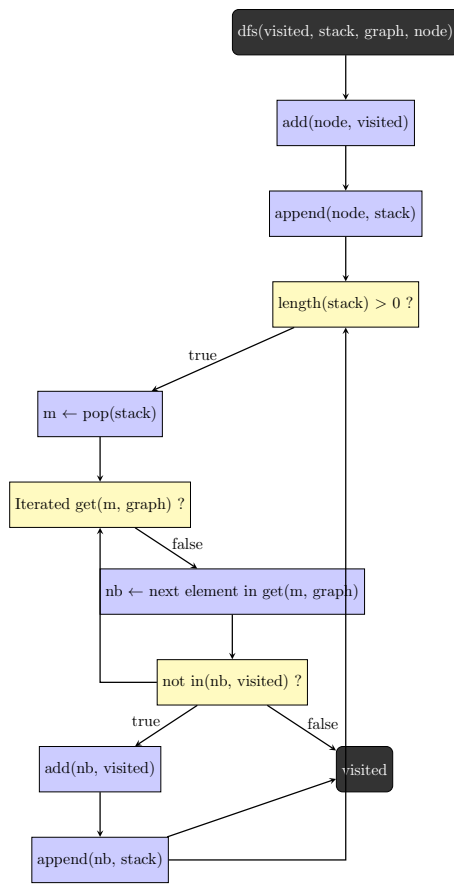 dfs(visited, stack, graph, node)
add(node, visited)
append(node, stack)
length(stack) > 0 ?
true
m ← pop(stack)
Iterated get(m, graph) ?
false
nb ← next element in get(m, graph)
not in(nb, visited) ?
true
false
add(nb, visited)
visited
append(nb, stack)